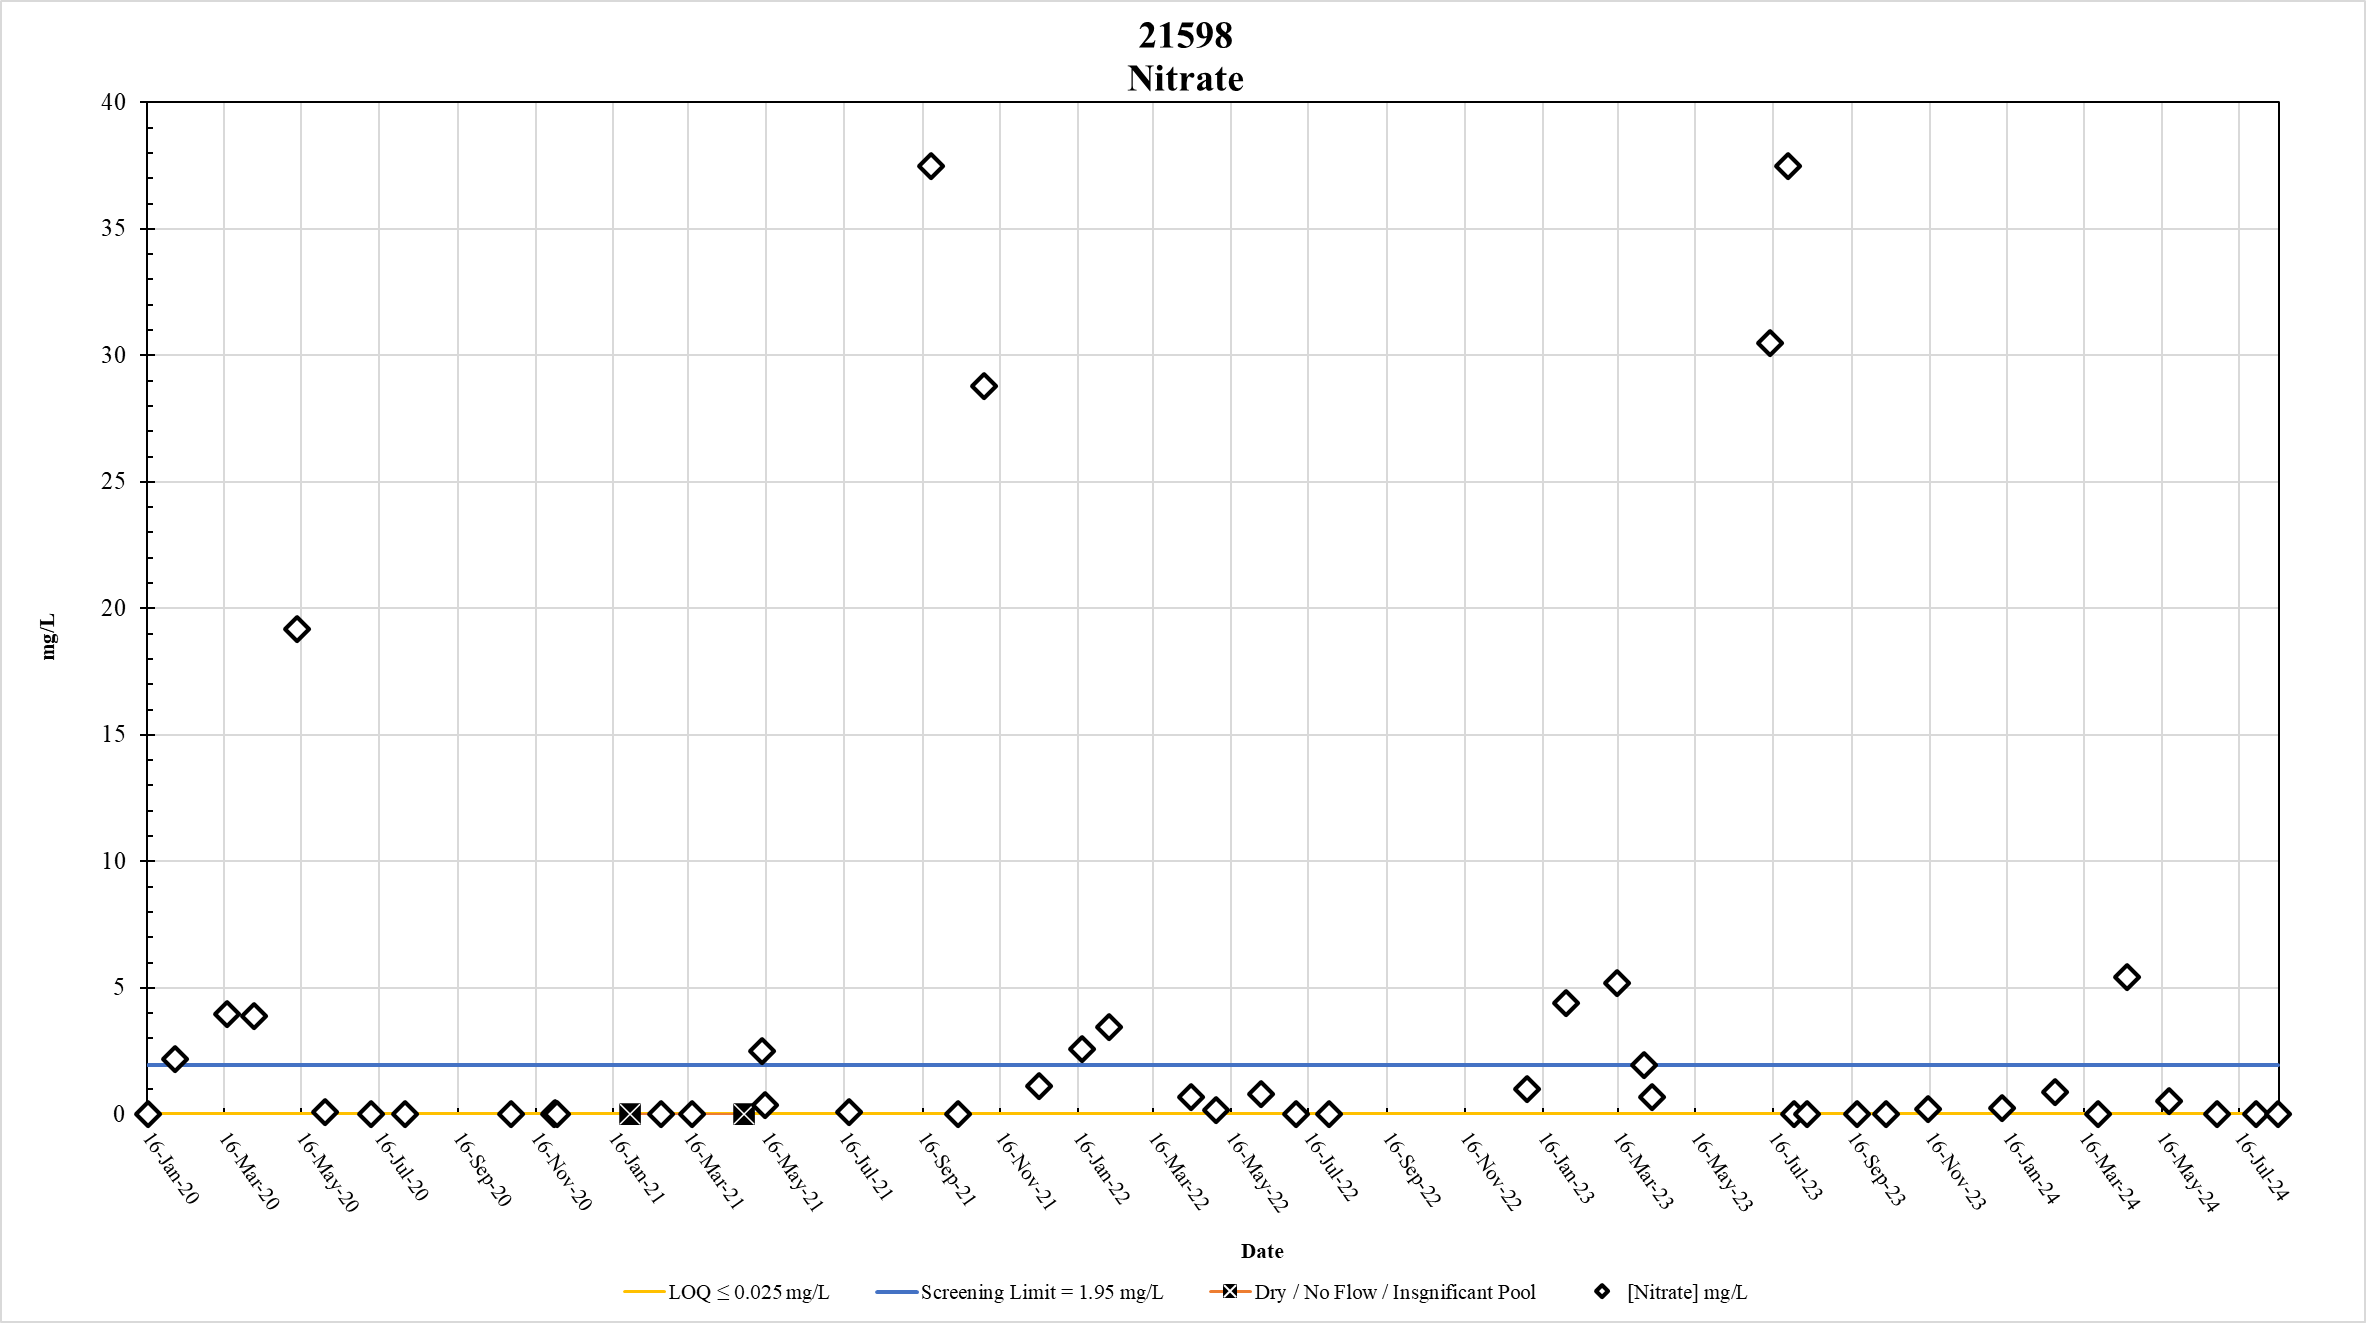 21598
Nitrate
40
35
30
25
20
15
10
5
0
mg/L
16-Jan-20
16-Mar-20
16-May-20
16-Jul-20
16-Sep-20
16-Nov-20
16-Jan-21
16-Mar-21
16-May-21
16-Jul-21
16-Sep-21
16-Nov-21
16-Jan-22
16-Mar-22
16-May-22
16-Jul-22
16-Sep-22
16-Nov-22
16-Jan-23
16-Mar-23
16-May-23
16-Jul-23
16-Sep-23
16-Nov-23
16-Jan-24
16-Mar-24
16-May-24
16-Jul-24
Date
LOQ ≤ 0.025 mg/L
Screening Limit = 1.95 mg/L
Dry / No Flow / Insgnificant Pool
[Nitrate] mg/L